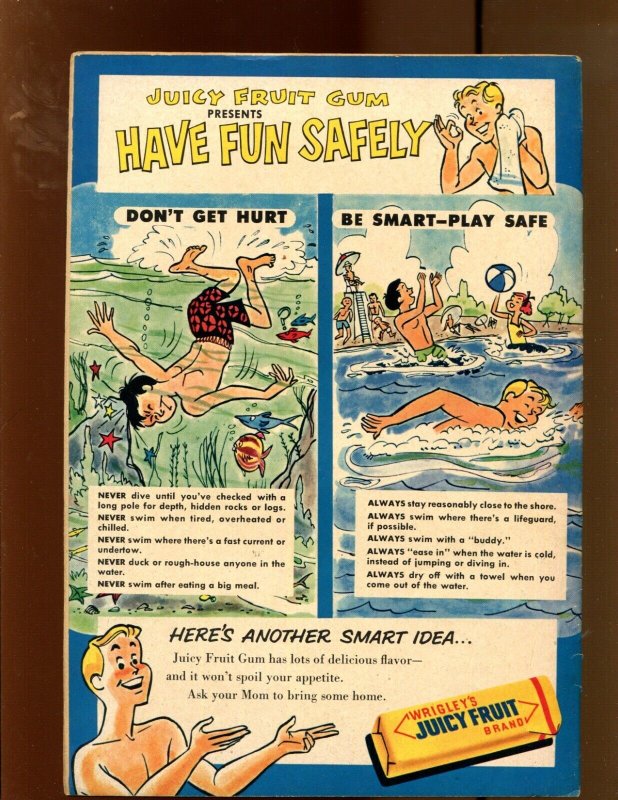 JUICY FRUIT GUM
PRESENTS
HAVE FUN SAFELY
DON'T GET HURT
NEVER dive until you've checked with a
long pole for depth, hidden rocks or logs.
NEVER swim when tired, overheated or
chilled.
NEVER swim where there's a fast current or
undertow.
NEVER duck or rough-house anyone in the
water.
NEVER swim after eating a big meal.
BE SMART—PLAY SAFE
ALWAYS stay reasonably close to the shore.
ALWAYS swim where there's a lifeguard,
if possible.
ALWAYS swim with a "buddy."
ALWAYS "ease in" when the water is cold,
instead of jumping or diving in.
ALWAYS dry off with a towel when you
come out of the water.
HERE'S ANOTHER SMART IDEA...
Juicy Fruit Gum has lots of delicious flavor—
and it won't spoil your appetite.
Ask your Mom to bring some home.
WRIGLEY'S
JUICY FRUIT
BRAND